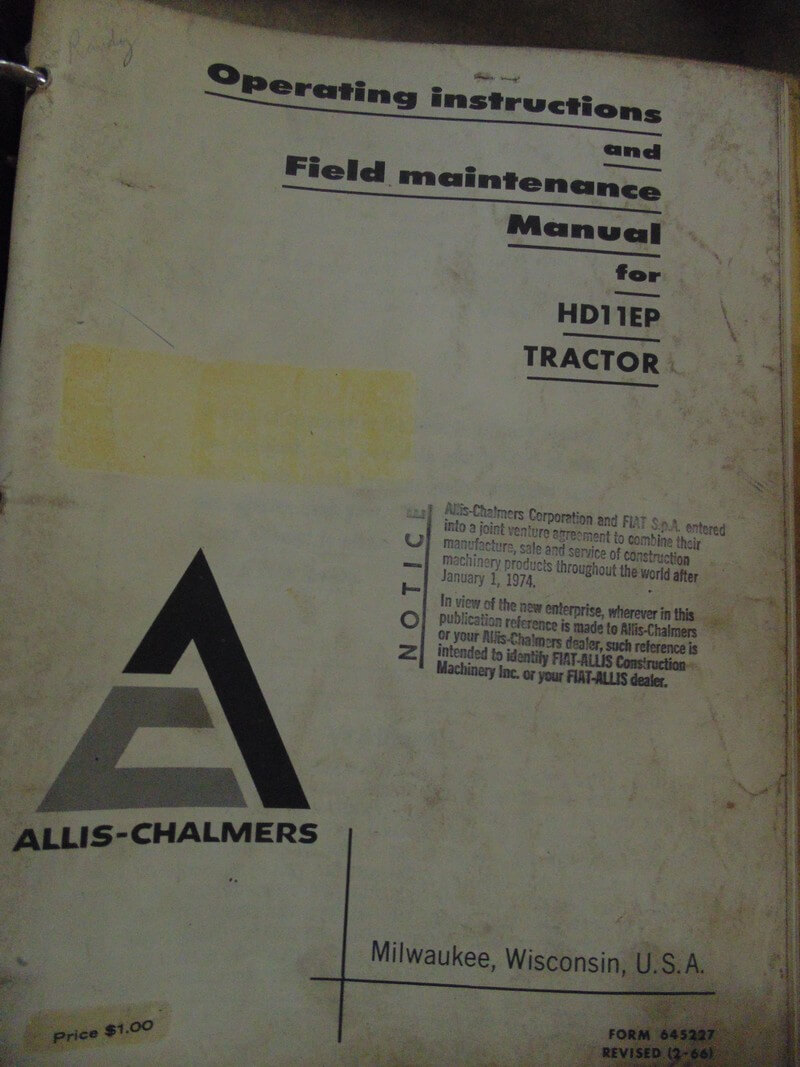 Operating instructions
and
Field maintenance
Manual
for
HD11EP
TRACTOR
NOTICE
Allis-Chalmers Corporation and FIAT S.p.A. entered
into a joint venture agreement to combine their
manufacture, sale and service of construction
machinery products throughout the world after
January 1, 1974.
In view of the new enterprise, wherever in this
publication reference is made to Allis-Chalmers
or your Allis-Chalmers dealer, such reference is
intended to identify FIAT-ALLIS Construction
Machinery Inc. or your FIAT-ALLIS dealer.
ALLIS-CHALMERS
Milwaukee, Wisconsin, U.S.A.
Price $1.00
FORM 645227
REVISED (2-66)